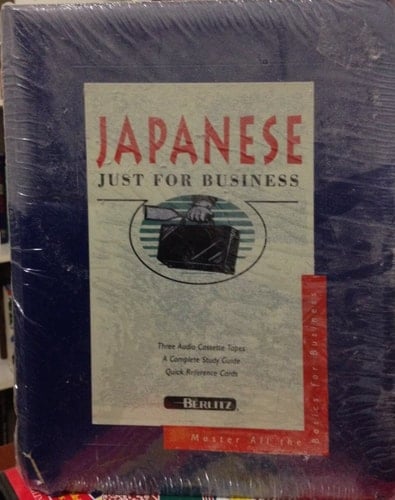 JAPANESE
JUST FOR BUSINESS
Three Audio Cassette Tapes
A Complete Study Guide
Quick Reference Cards
BERLITZ
Master All the
Basics for Business